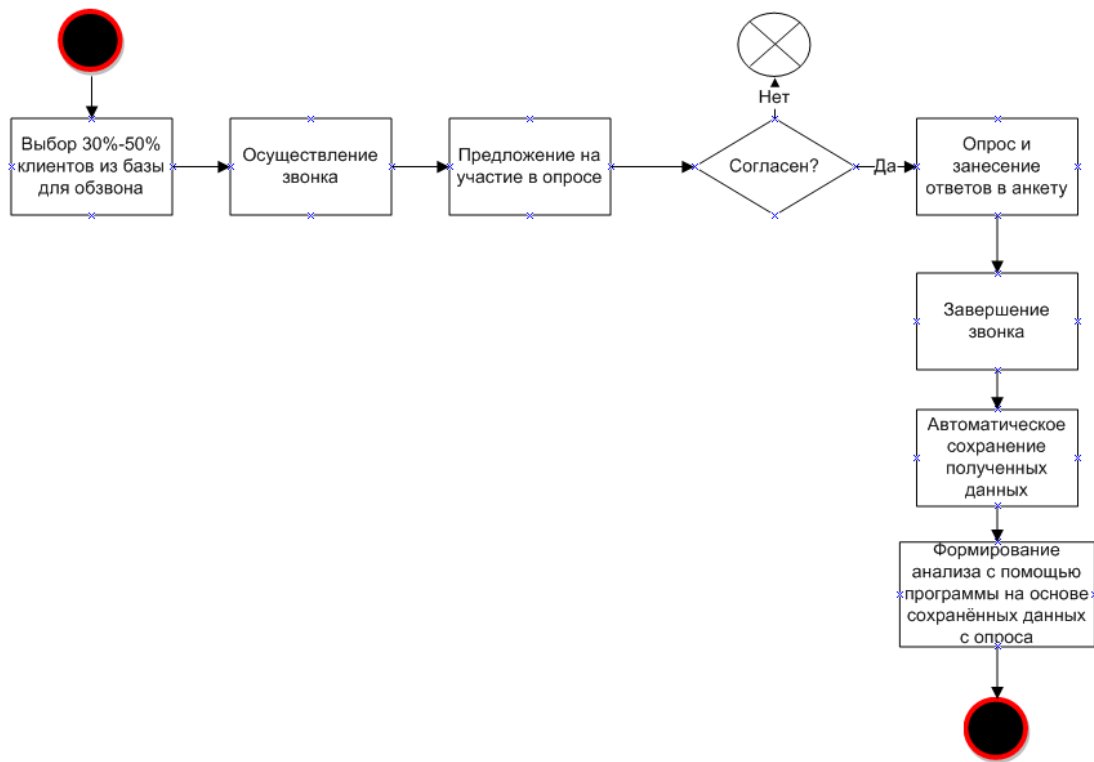 Выбор 30%-50%
клиентов из базы
для обзвона
Осуществление
звонка
Предложение на
участие в опросе
Согласен?
Нет
Да
Опрос и
занесение
ответов в анкету
Завершение
звонка
Автоматическое
сохранение
полученных
данных
Формирование
анализа с помощью
программы на основе
сохранённых данных
с опроса